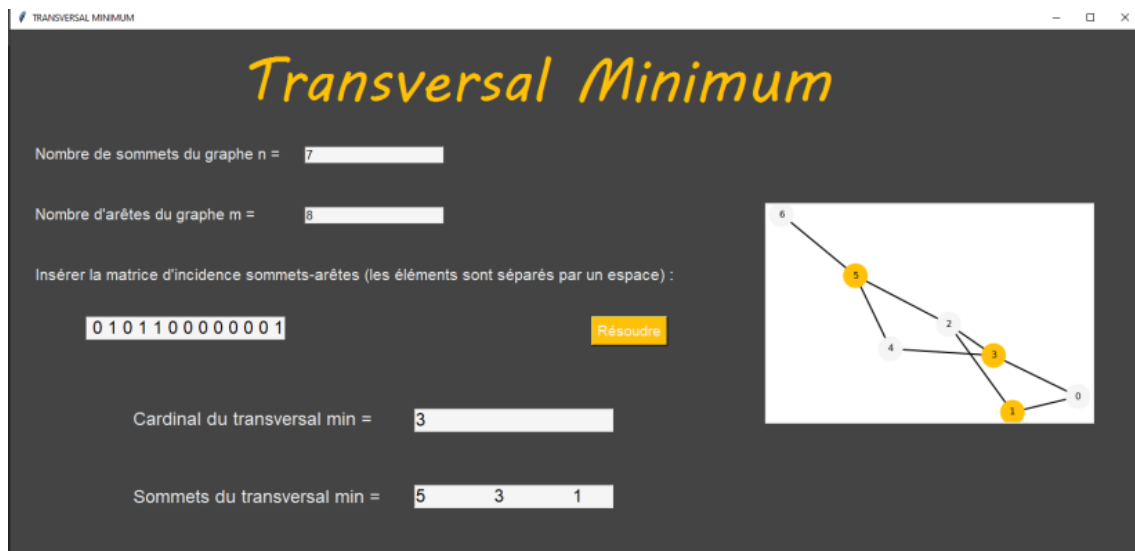 TRANSVERSAL MINIMUM
Transversal Minimum
Nombre de sommets du graphe n = 7
Nombre d'arêtes du graphe m = 8
Insérer la matrice d'incidence sommets-arêtes (les éléments sont séparés par un espace) :
0 1 0 1 1 0 0 0 0 0 0 0 1
Résoudre
Cardinal du transversal min = 3
Sommets du transversal min = 5 3 1
6
5
2
4
3
0
1